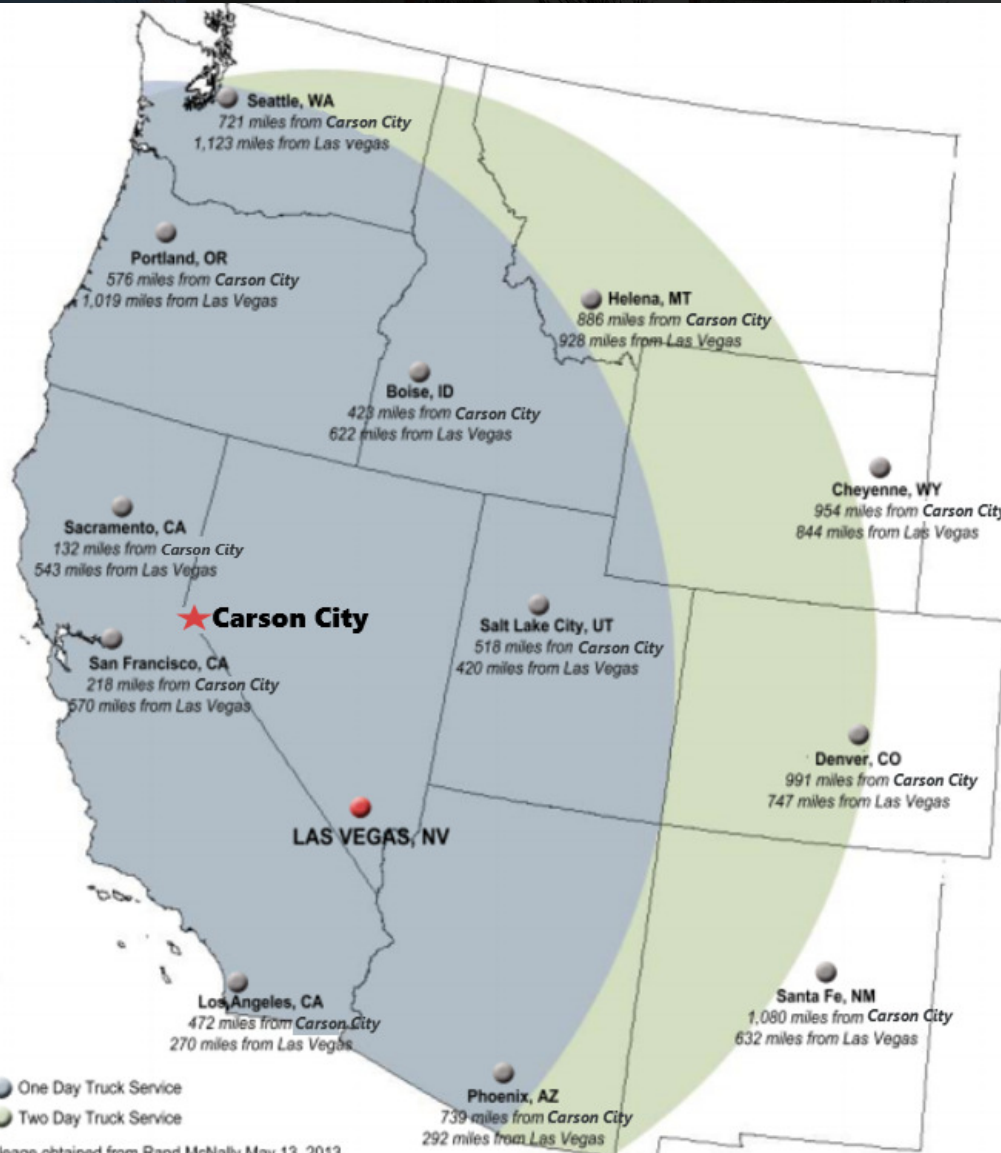 Seattle, WA
721 miles from Carson City
1,123 miles from Las vegas
Portland, OR
576 miles from Carson City
1,019 miles from Las Vegas
Helena, MT
886 miles from Carson City
928 miles from Las Vegas
Boise, ID
423 miles from Carson City
622 miles from Las Vegas
Cheyenne, WY
954 miles from Carson City
844 miles from Las Vegas
Sacramento, CA
132 miles from Carson City
543 miles from Las Vegas
Carson City
Salt Lake City, UT
518 miles fron Carson City
420 miles from Las Vegas
San Francisco, CA
218 miles from Carson City
570 miles from Las Vegas
Denver, CO
991 miles from Carson City
747 miles from Las Vegas
LAS VEGAS, NV
Los Angeles, CA
472 miles from Carson City
270 miles from Las Vegas
Santa Fe, NM
1,080 miles from Carson City
632 miles from Las Vegas
Phoenix, AZ
739 miles from Carson City
292 miles from Las Vegas
One Day Truck Service
Two Day Truck Service
obtained from Rand McNally May 13, 2013